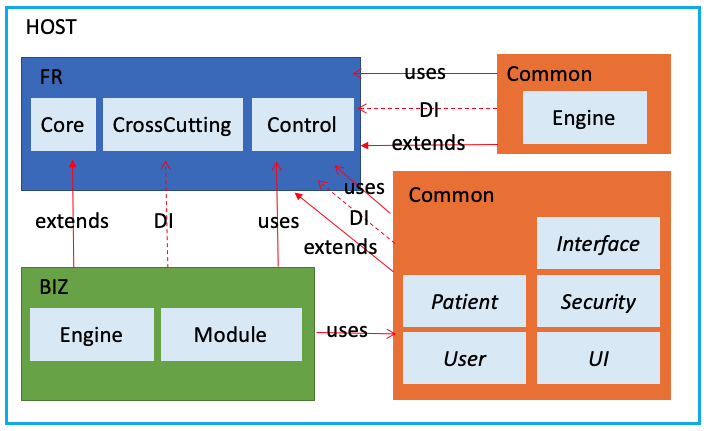 HOST
FR
Core
CrossCutting
Control
uses
DI
extends
Common
Engine
extends
DI
uses
uses
DI
extends
Common
Interface
Patient
Security
User
UI
BIZ
Engine
Module
uses